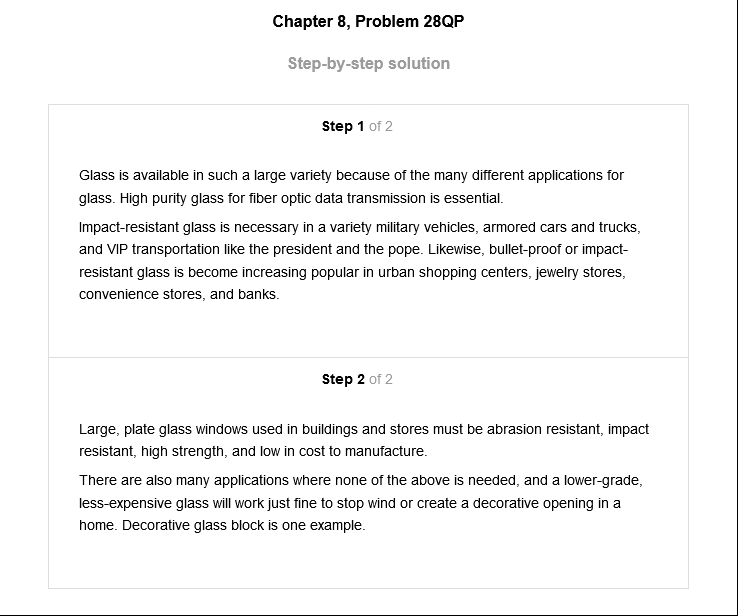 Chapter 8, Problem 28QP
Step-by-step solution
Step 1 of 2
Glass is available in such a large variety because of the many different applications for
glass. High purity glass for fiber optic data transmission is essential.
Impact-resistant glass is necessary in a variety military vehicles, armored cars and trucks,
and VIP transportation like the president and the pope. Likewise, bullet-proof or impact-
resistant glass is become increasing popular in urban shopping centers, jewelry stores,
convenience stores, and banks.
Step 2 of 2
Large, plate glass windows used in buildings and stores must be abrasion resistant, impact
resistant, high strength, and low in cost to manufacture.
There are also many applications where none of the above is needed, and a lower-grade,
less-expensive glass will work just fine to stop wind or create a decorative opening in a
home. Decorative glass block is one example.